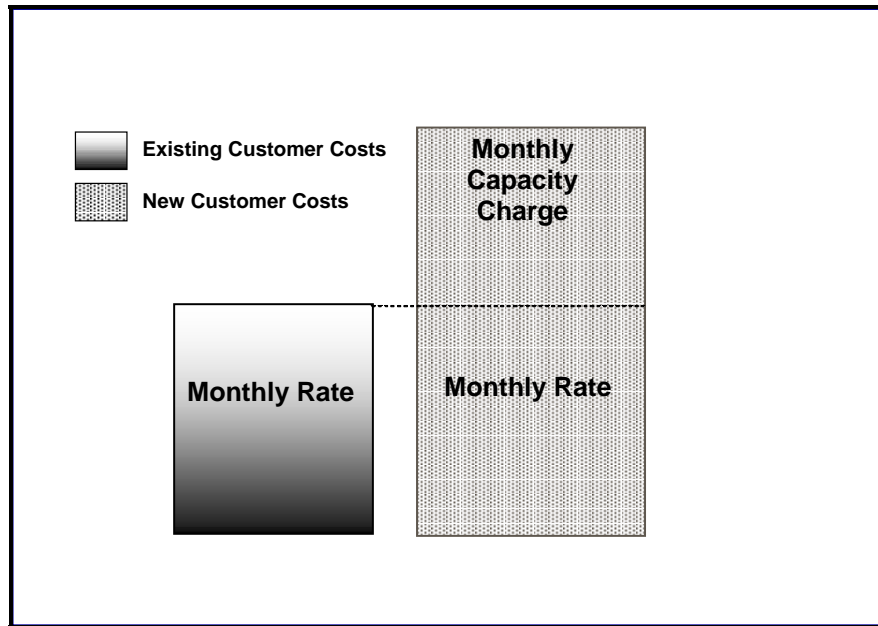 Existing Customer Costs
New Customer Costs
Monthly
Capacity
Charge
Monthly Rate
Monthly Rate